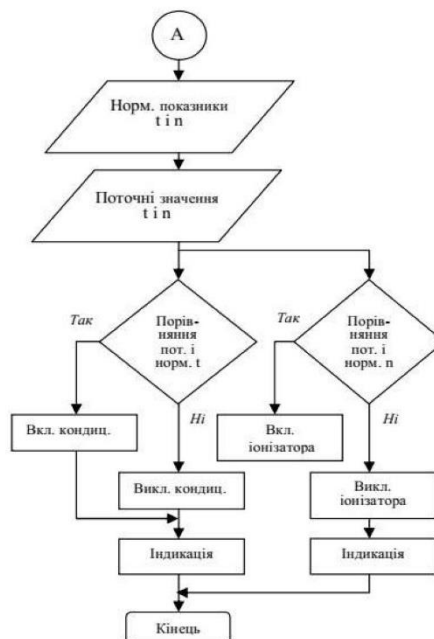 А
Норм. показники
t i n
Поточні значення
t i n
Так
Порів-
няння
пот. і
норм. t
Так
Порів-
няння
пот. і
норм. n
Ні
Ні
Вкл. кондиц.
Вкл.
іонізатора
Викл. кондиц.
Викл.
іонізатора
Індикація
Індикація
Кінець